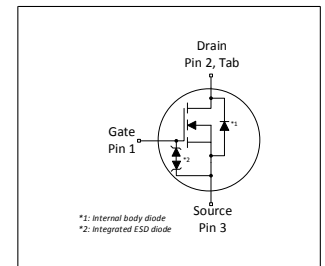 Drain
Pin 2, Tab
*1
Gate
Pin 1
*2
Source
Pin 3
*1: Internal body diode
*2: Integrated ESD diode